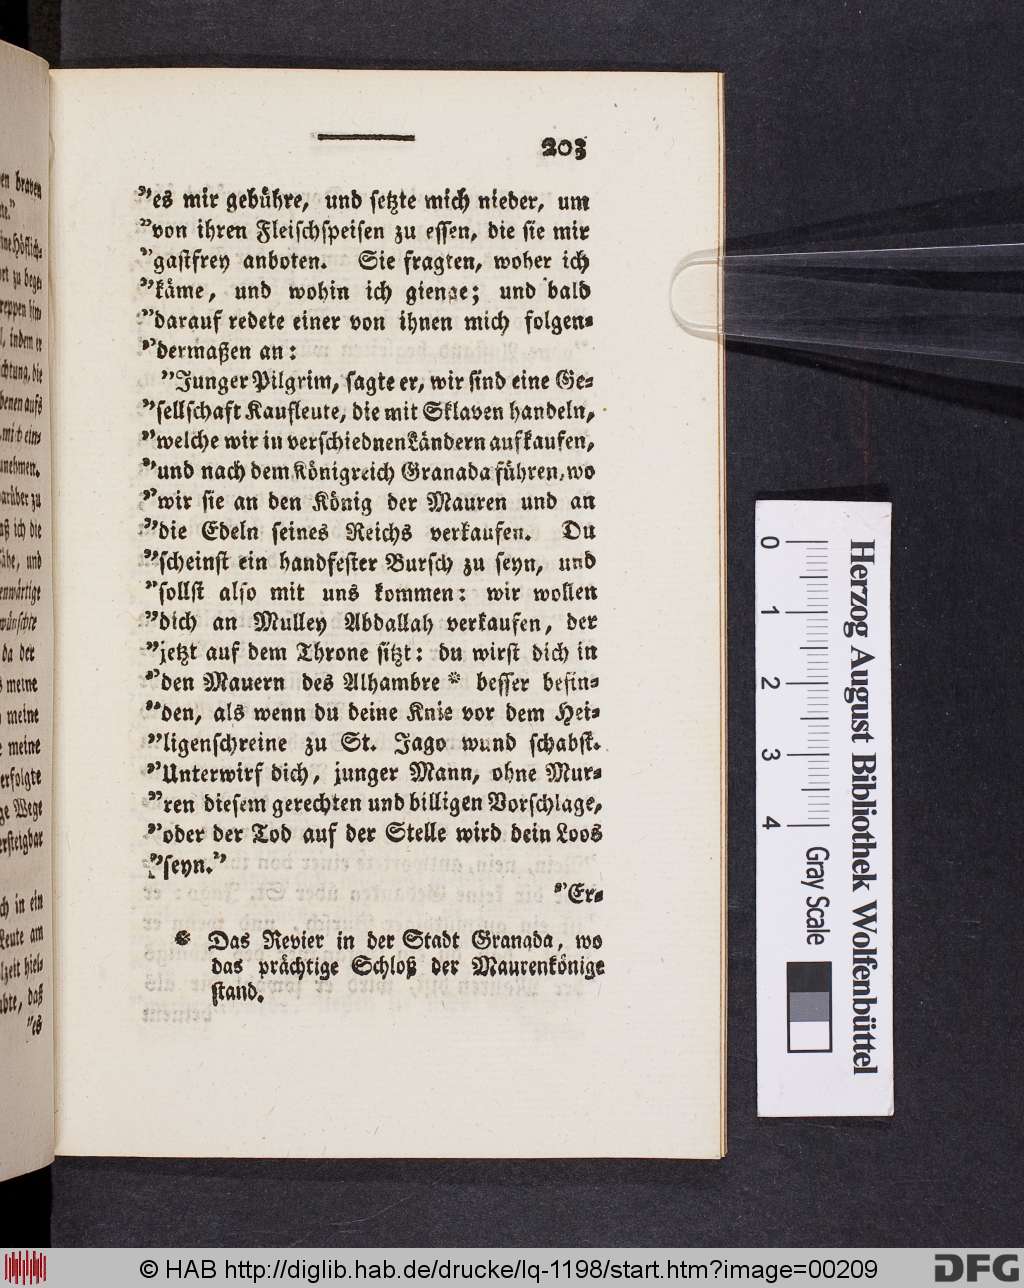 203
”es mir gebühre, und setzte mich nieder, um
”von ihren Fleischspeisen zu essen, die sie mir
”gastfrey anboten. Sie fragten, woher ich
”käme, und wohin ich gienge; und bald
”darauf redete einer von ihnen mich folgen-
”dermaßen an:
”Junger Pilgrim, sagte er, wir sind eine Ge-
”sellschaft Kaufleute, die mit Sklaven handeln,
”welche wir in verschiednen Ländern aufkaufen,
”und nach dem Königreich Granada führen, wo
”wir sie an den König der Mauren und an
”die Edeln seines Reichs verkaufen. Du
”scheinst ein handfester Bursch zu seyn, und
”sollst also mit uns kommen: wir wollen
”dich an Mulley Abdallah verkaufen, der
”jetzt auf dem Throne sitzt: du wirst dich in
”den Mauern des Alhambre * besser befin-
”den, als wenn du deine Knie vor dem Hei-
”ligenschreine zu St. Jago wund schabst.
”Unterwirf dich, junger Mann, ohne Mur-
”ren diesem gerechten und billigen Vorschlage,
”oder der Tod auf der Stelle wird dein Loos
”seyn.”
”Er-
* Das Revier in der Stadt Granada, wo
das prächtige Schloß der Maurenkönige
stand.
0 1 2 3 4
Gray Scale
Herzog August Bibliothek Wolfenbüttel
© HAB http://diglib.hab.de/drucke/lq-1198/start.htm?image=00209
DFG